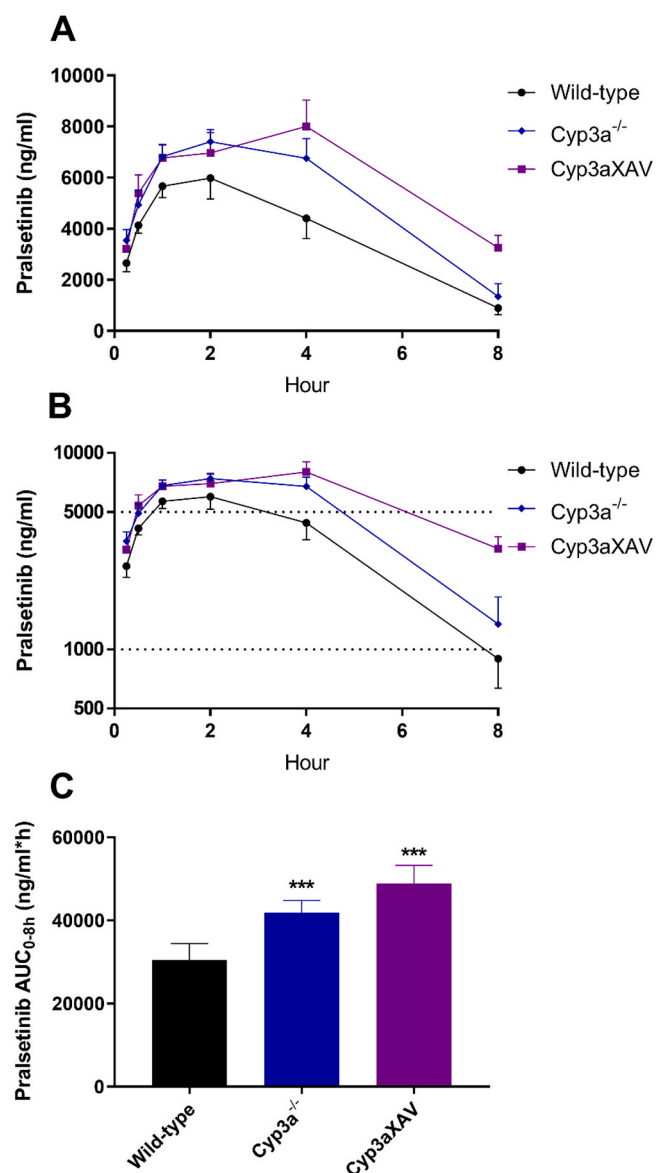 A
Pralsetinib (ng/ml)
10000
8000
6000
4000
2000
0
0 2 4 6 8
Hour
Wild-type
Cyp3a-/-
Cyp3aXAV
B
Pralsetinib (ng/ml)
10000
5000
1000
500
0 2 4 6 8
Hour
Wild-type
Cyp3a-/-
Cyp3aXAV
C
Pralsetinib AUC0-8h (ng/ml*h)
60000
40000
20000
0
***
***
Wild-type
Cyp3a-/-
Cyp3aXAV